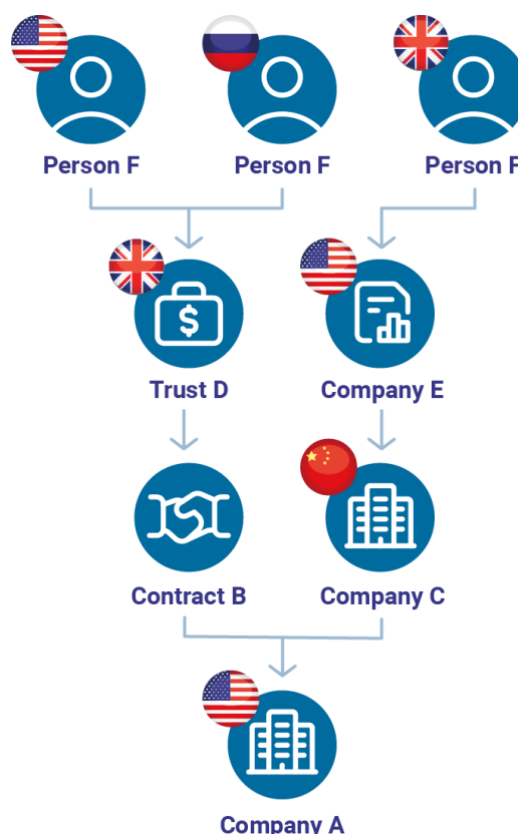 Person F
Person F
Person F
Trust D
Company E
$
Contract B
Company C
Company A